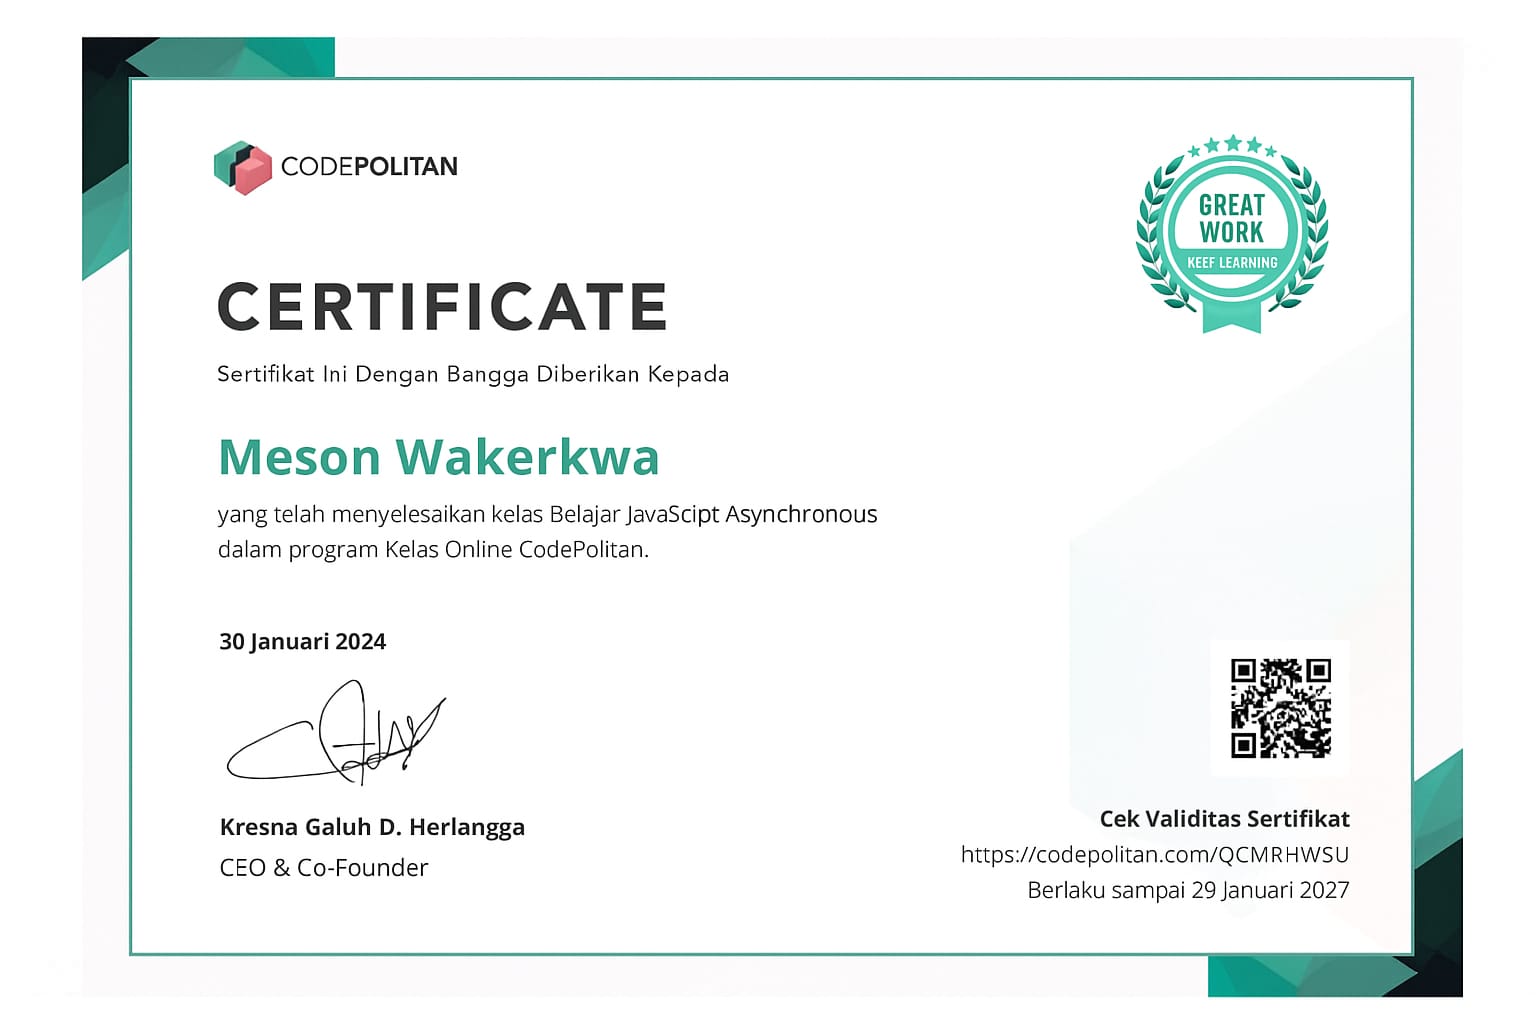 CODEPOLITAN
GREAT
WORK
KEEF LEARNING
CERTIFICATE
Sertifikat Ini Dengan Bangga Diberikan Kepada
Meson Wakerkwa
yang telah menyelesaikan kelas Belajar JavaScipt Asynchronous
dalam program Kelas Online CodePolitan.
30 Januari 2024
Kresna Galuh D. Herlangga
CEO & Co-Founder
Cek Validitas Sertifikat
https://codepolitan.com/QCMRHWSU
Berlaku sampai 29 Januari 2027